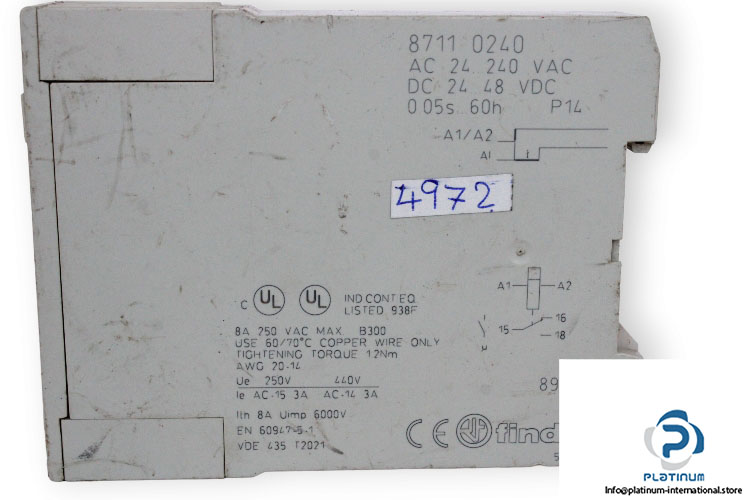 8711 0240
AC 24 240 VAC
DC 24 48 VDC
0.05s 60h P14
A1/A2
AI t
4972
A1 A2
16
15
18
C UL UL IND CONT EQ
LISTED 938F
8A 250 VAC MAX. B300
USE 60/70°C COPPER WIRE ONLY
TIGHTENING TORQUE 1.2Nm
AWG 20-14
Ue 250V 440V
Ie AC-15 3A AC-14 3A
Ith 8A Uimp 6000V
EN 60947-5-1
VDE 435 T2021
CE
PLATINUM
Info@platinum-international.store